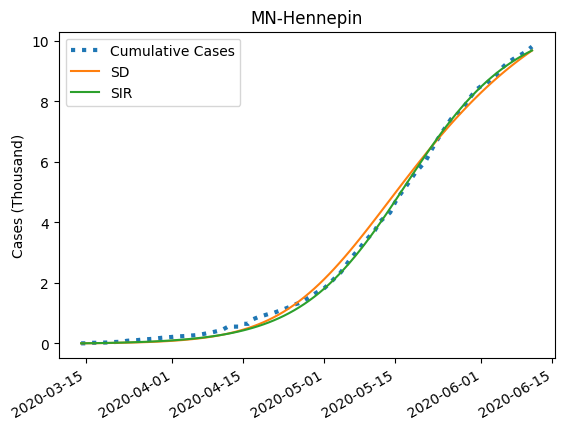 MN-Hennepin
Cumulative Cases
SD
SIR
Cases (Thousand)
10
8
6
4
2
0
2020-03-15
2020-04-01
2020-04-15
2020-05-01
2020-05-15
2020-06-01
2020-06-15